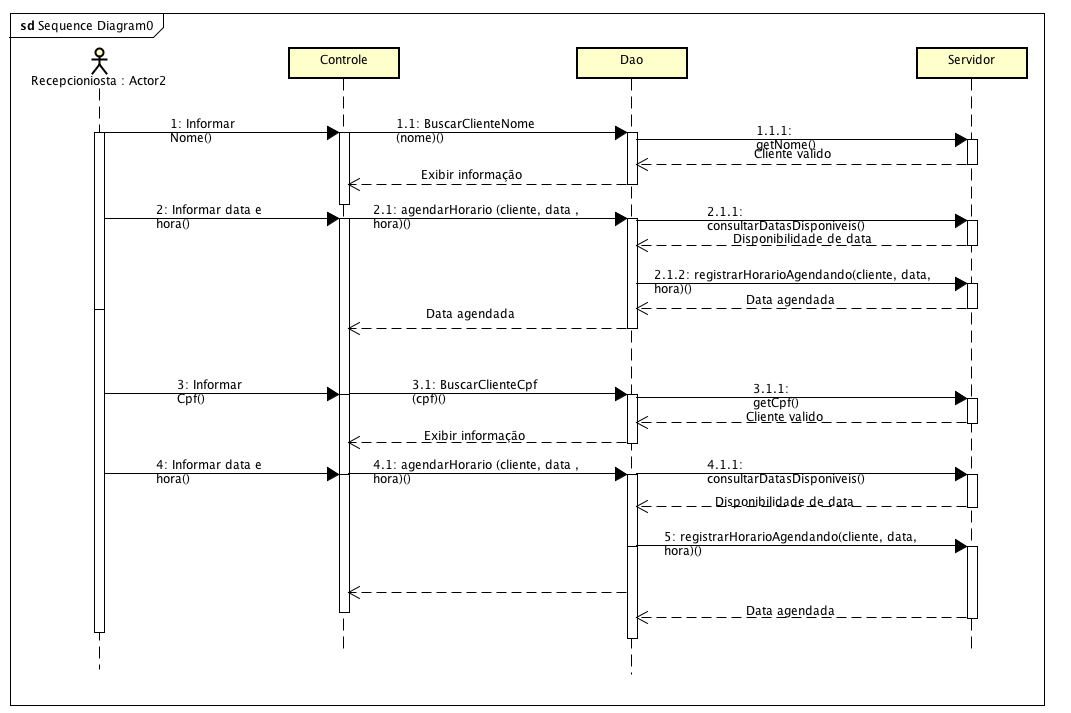 sd Sequence Diagram0
Recepcioniosta : Actor2
Controle
Dao
Servidor
1: Informar
Nome()
1.1: BuscarClienteNome
(nome)()
1.1.1:
getNome()
Cliente valido
Exibir informação
2: Informar data e
hora()
2.1: agendarHorario (cliente, data ,
hora)()
2.1.1:
consultarDatasDisponiveis()
Disponibilidade de data
2.1.2: registrarHorarioAgendando(cliente, data,
hora)()
Data agendada
Data agendada
3: Informar
Cpf()
3.1: BuscarClienteCpf
(cpf)()
3.1.1:
getCpf()
Cliente valido
Exibir informação
4: Informar data e
hora()
4.1: agendarHorario (cliente, data ,
hora)()
4.1.1:
consultarDatasDisponiveis()
Disponibilidade de data
5: registrarHorarioAgendando(cliente, data,
hora)()
Data agendada